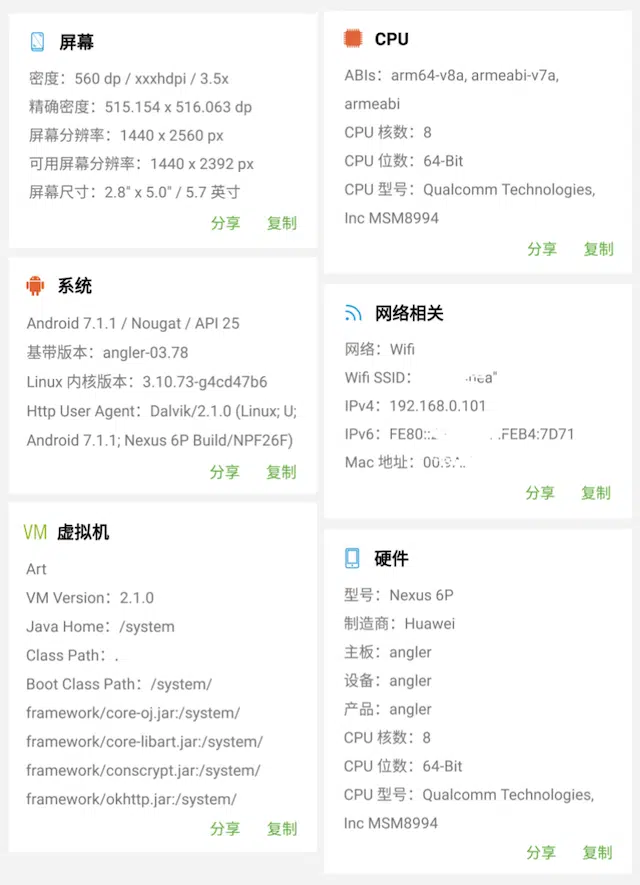 屏幕
密度：560 dp / xxxhdpi / 3.5x
精确密度：515.154 x 516.063 dp
屏幕分辨率：1440 x 2560 px
可用屏幕分辨率：1440 x 2392 px
屏幕尺寸：2.8" x 5.0" / 5.7 英寸
分享 复制
系统
Android 7.1.1 / Nougat / API 25
基带版本：angler-03.78
Linux 内核版本：3.10.73-g4cd47b6
Http User Agent：Dalvik/2.1.0 (Linux; U;
Android 7.1.1; Nexus 6P Build/NPF26F)
分享 复制
VM 虚拟机
Art
VM Version：2.1.0
Java Home：/system
Class Path：.
Boot Class Path：/system/
framework/core-oj.jar:/system/
framework/core-libart.jar:/system/
framework/conscrypt.jar:/system/
framework/okhttp.jar:/system/
分享 复制
CPU
ABIs：arm64-v8a, armeabi-v7a,
armeabi
CPU 核数：8
CPU 位数：64-Bit
CPU 型号：Qualcomm Technologies,
Inc MSM8994
分享 复制
网络相关
网络：Wifi
Wifi SSID：
IPv4：192.168.0.101
IPv6：FE80:: .FEB4:7D71
Mac 地址：
分享 复制
硬件
型号：Nexus 6P
制造商：Huawei
主板：angler
设备：angler
产品：angler
CPU 核数：8
CPU 位数：64-Bit
CPU 型号：Qualcomm Technologies,
Inc MSM8994
分享 复制